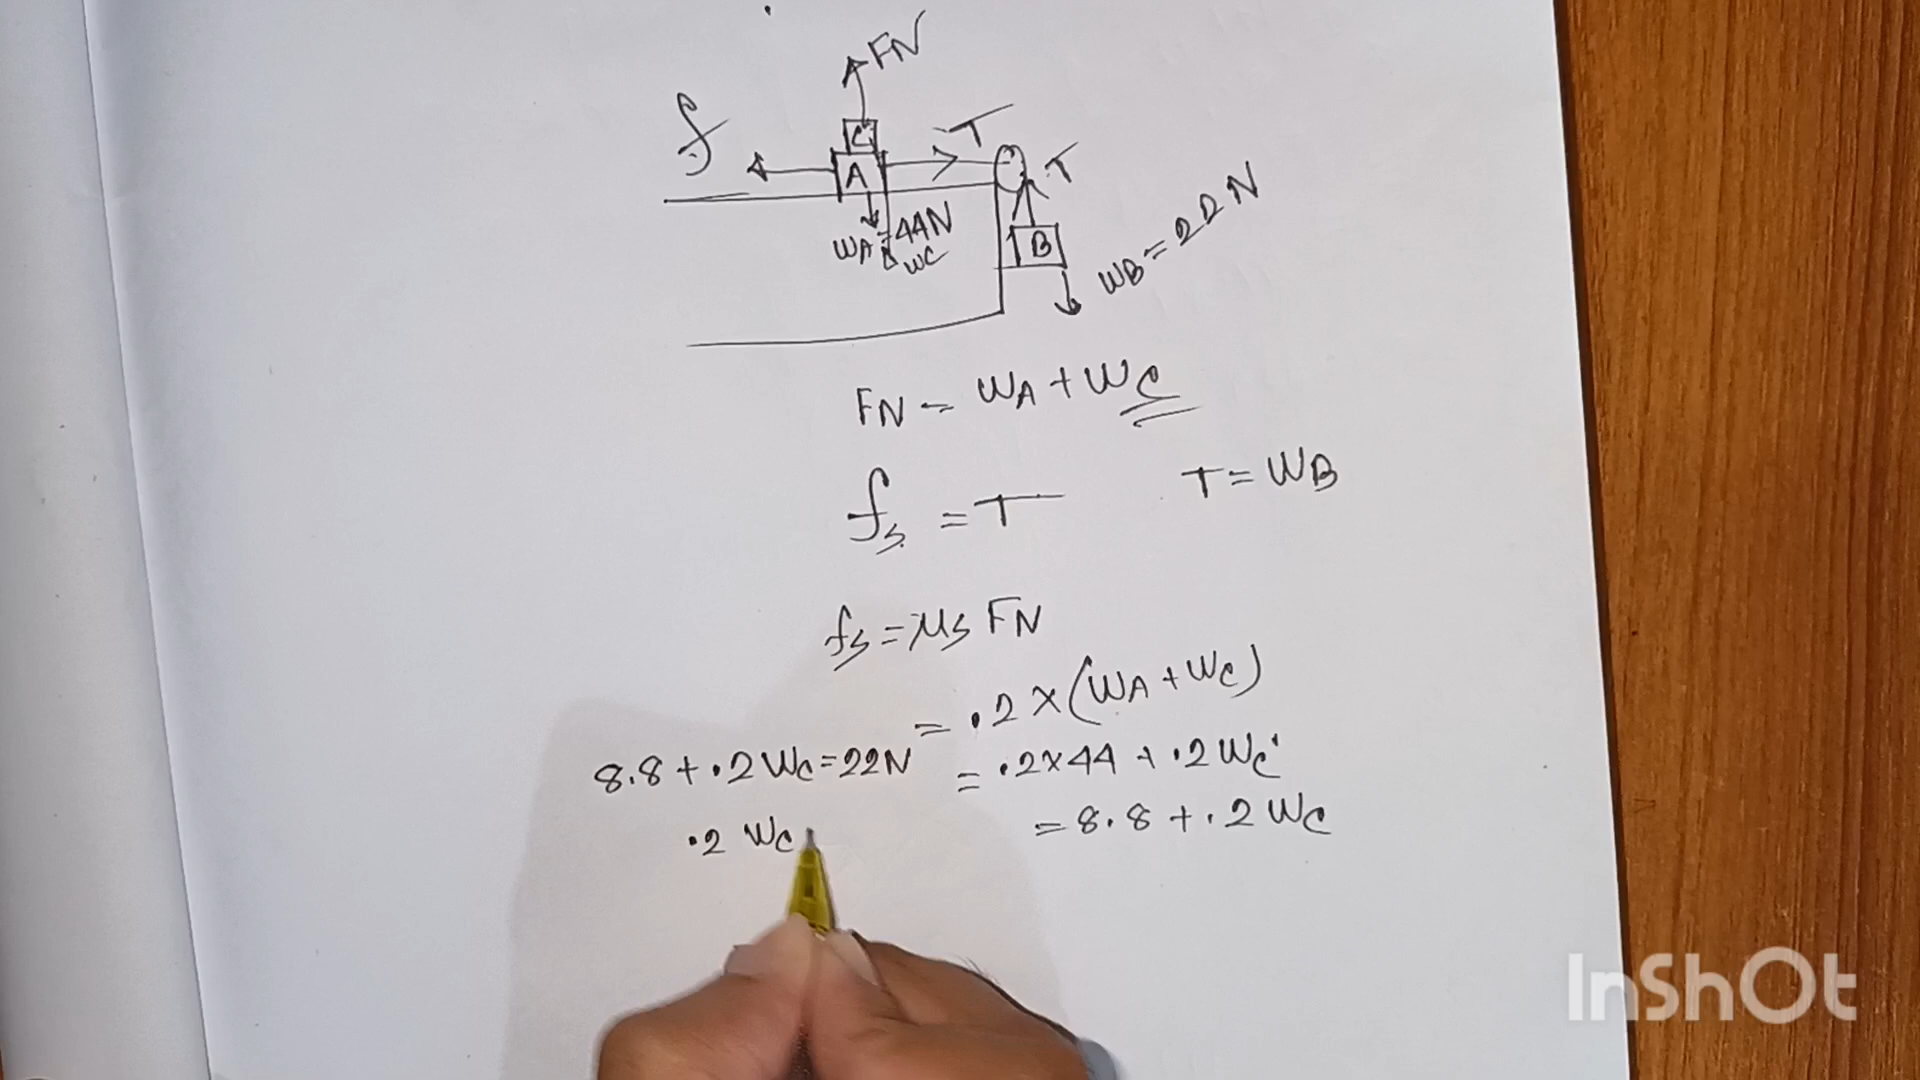 FN
f
C
T
A
T
WA = 44N
WC
B
WB = 22N
FN = WA + WC
fs = T
T = WB
fs = μs FN
= .2 × (WA + WC)
8.8 + .2 WC = 22N
= .2×44 + .2 WC
= 8.8 + .2 WC
.2 WC
InShOt